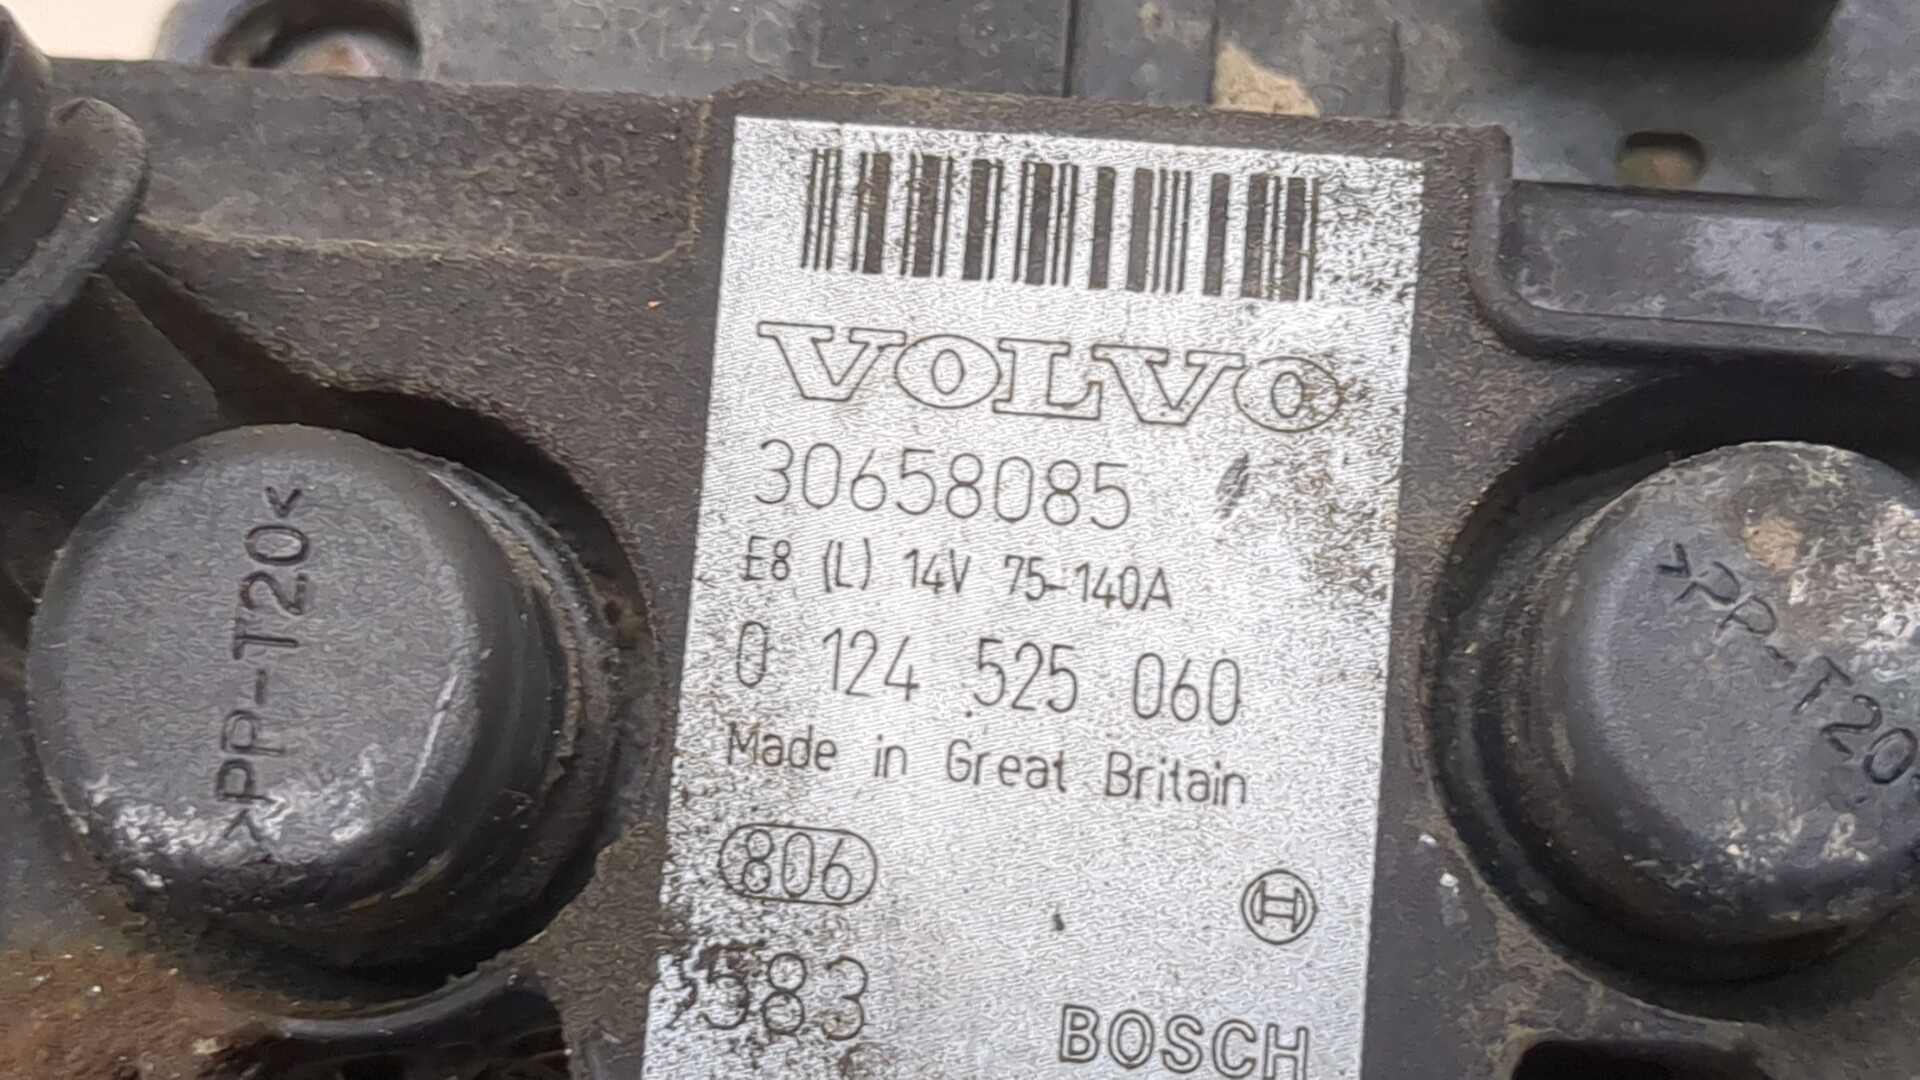 VOLVO
30658085
E8 (L) 14V 75-140A
0 124 525 060
Made in Great Britain
806
583
BOSCH
>PP-T20<
>PP-T20